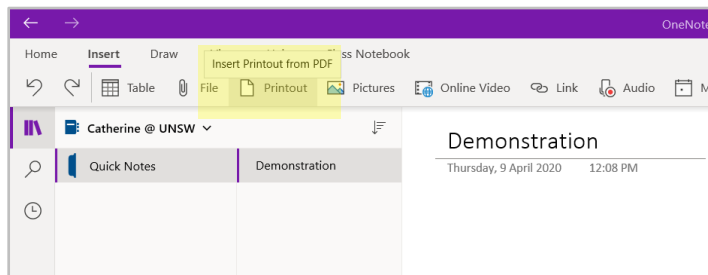 OneNote
Home Insert Draw Class Notebook
Insert Printout from PDF
Table File Printout Pictures Online Video Link Audio M
Catherine @ UNSW
Quick Notes Demonstration
Demonstration
Thursday, 9 April 2020 12:08 PM